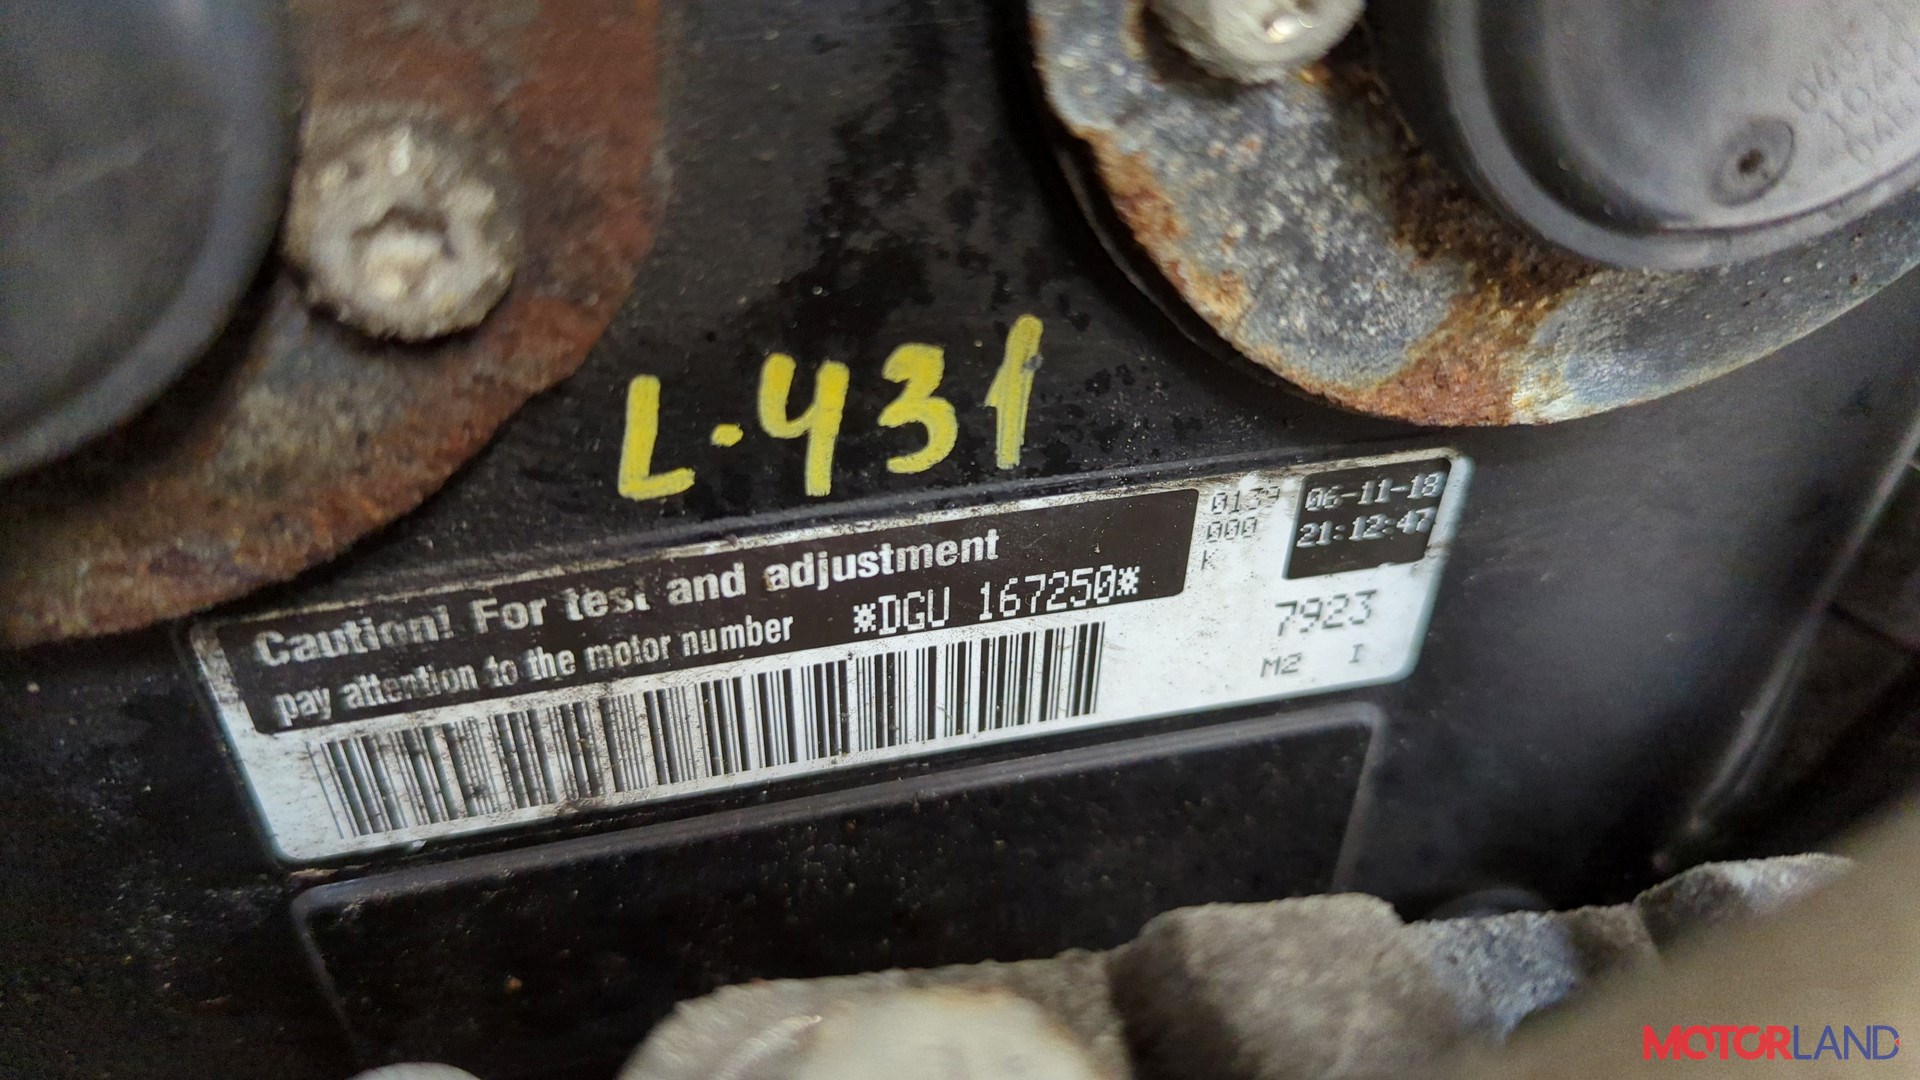 L-431
Caution! For test and adjustment
pay attention to the motor number *DGU 167250*
000
K
06-11-18
21:12:47
7923
M2 I
MOTORLAND